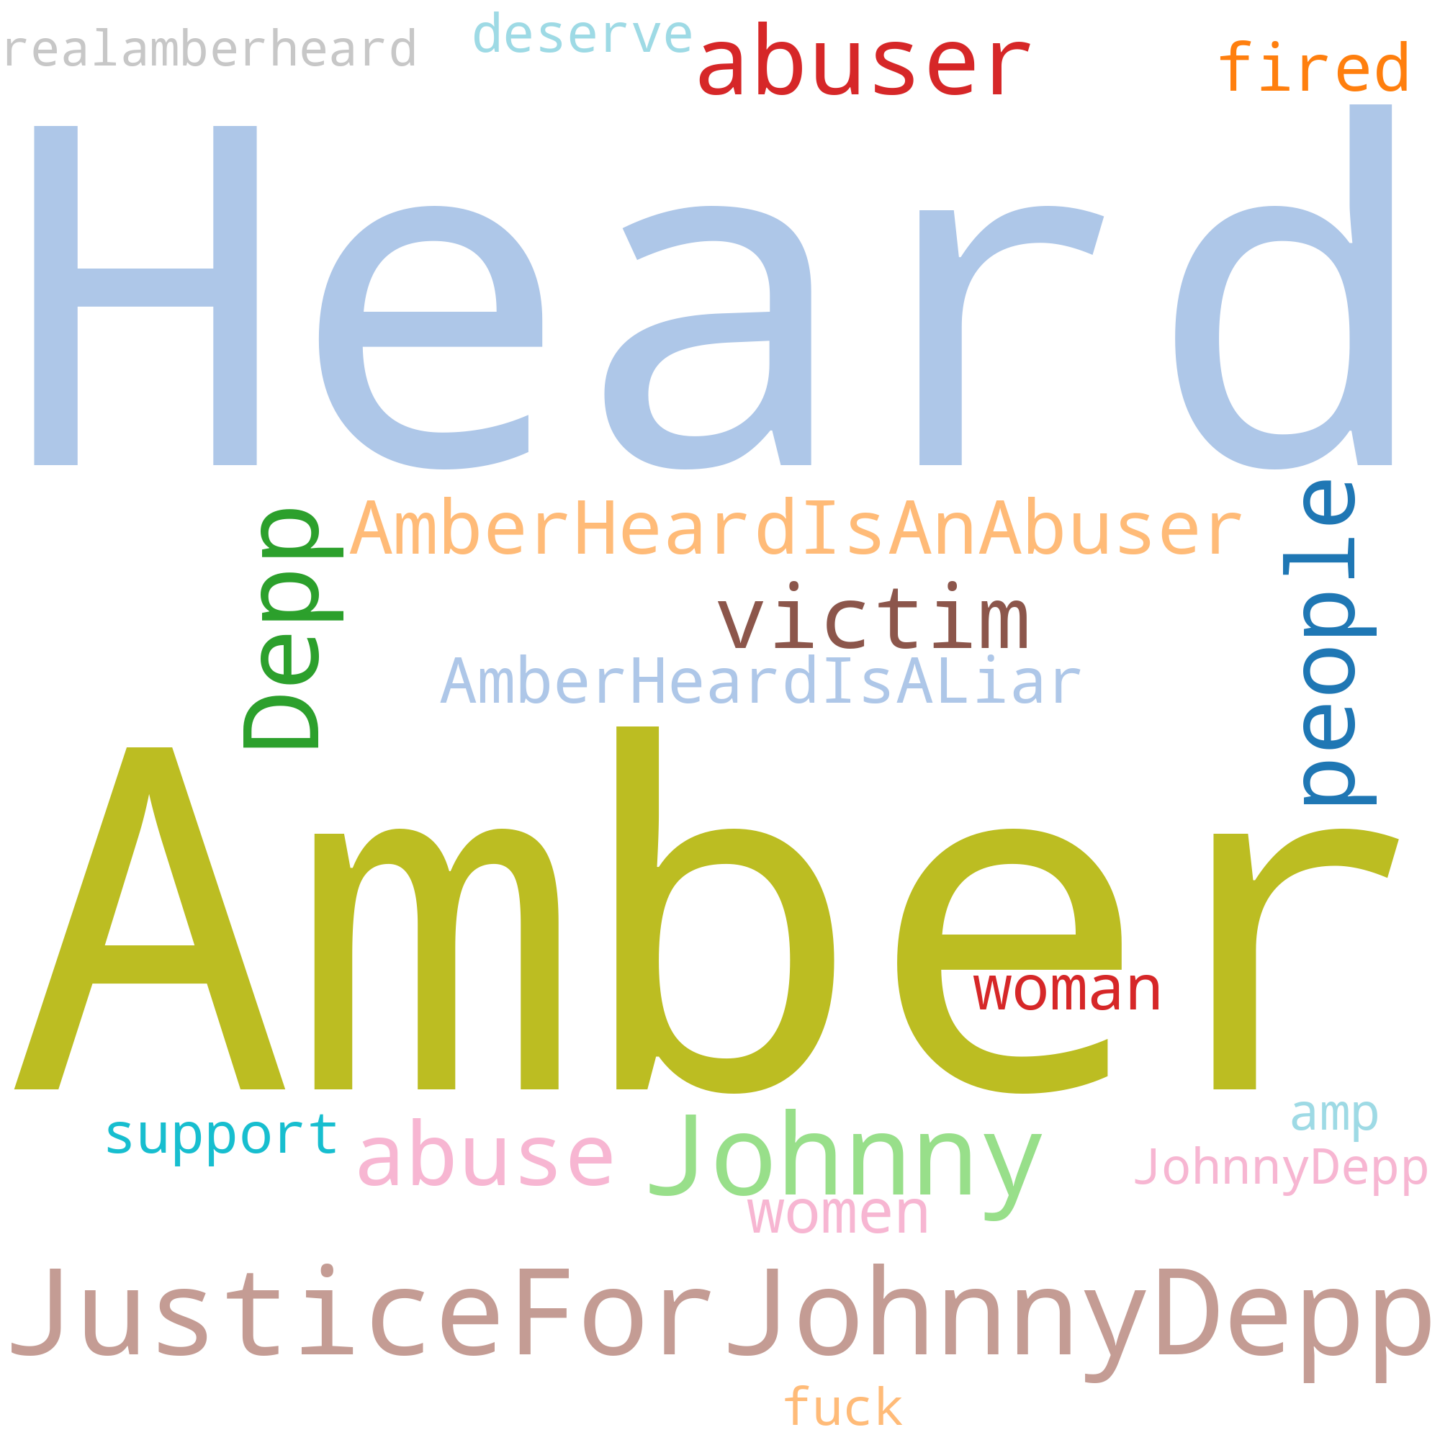 realamberheard
deserve
abuser
fired
Heard
Depp
AmberHeardIsAnAbuser
people
victim
AmberHeardIsALiar
Amber
woman
support
abuse
Johnny
amp
JohnnyDepp
women
JusticeForJohnnyDepp
fuck